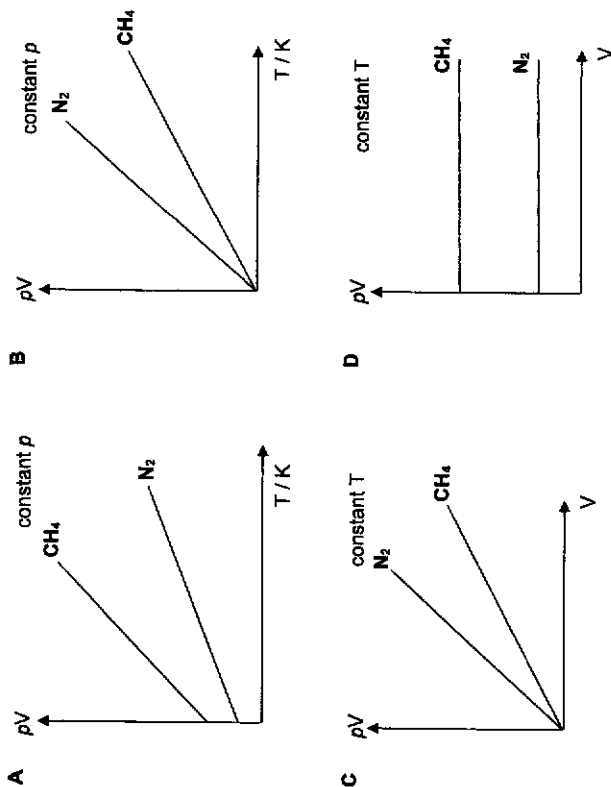 A
pV
constant p
CH₄
N₂
T / K
B
pV
constant p
N₂
CH₄
T / K
C
pV
constant T
N₂
CH₄
V
D
pV
constant T
CH₄
N₂
V